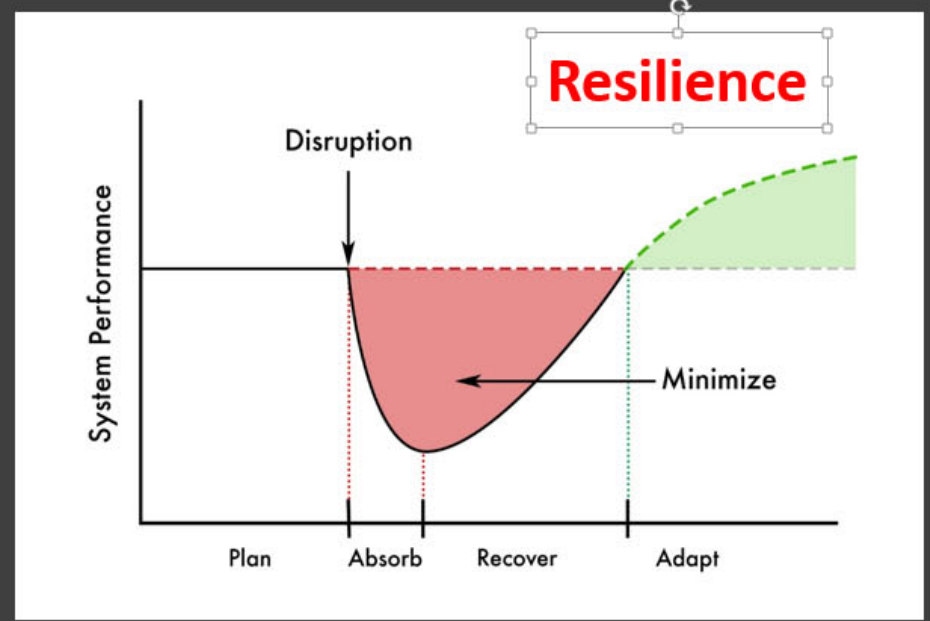 Resilience
Disruption
System Performance
Minimize
Plan
Absorb
Recover
Adapt